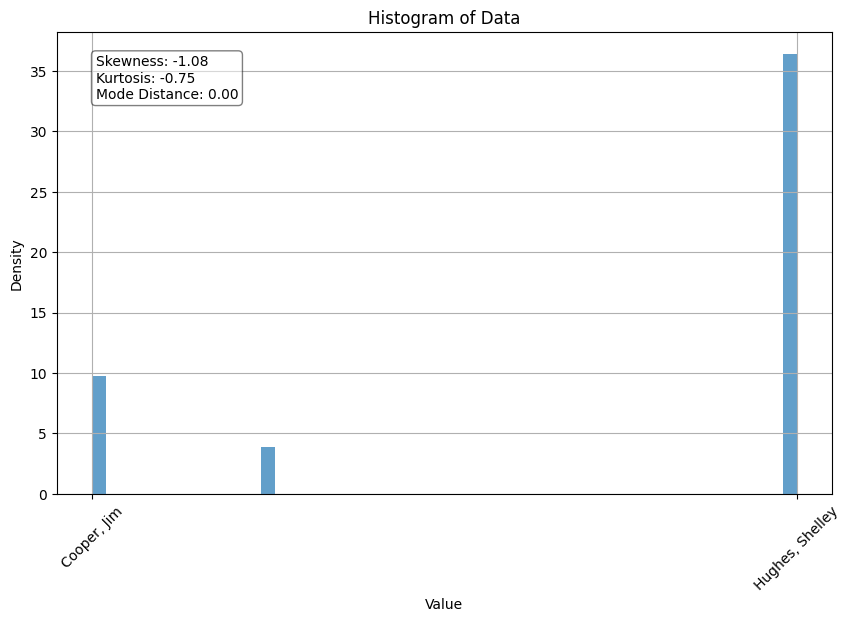 Histogram of Data
Skewness: -1.08
Kurtosis: -0.75
Mode Distance: 0.00
35
30
25
20
15
10
5
0
Density
Cooper, Jim
Hughes, Shelley
Value